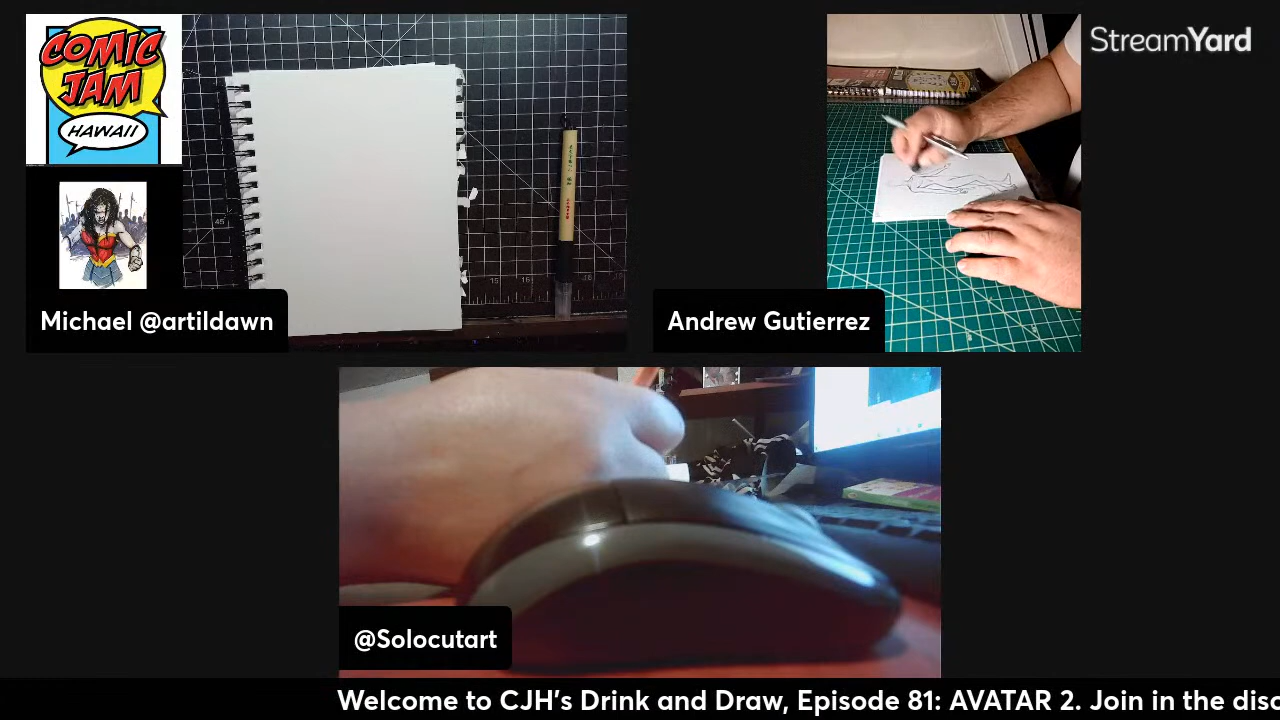 COMIC
JAM
HAWAII
StreamYard
Michael @artildawn
Andrew Gutierrez
@Solocutart
Welcome to CJH's Drink and Draw, Episode 81: AVATAR 2. Join in the disc